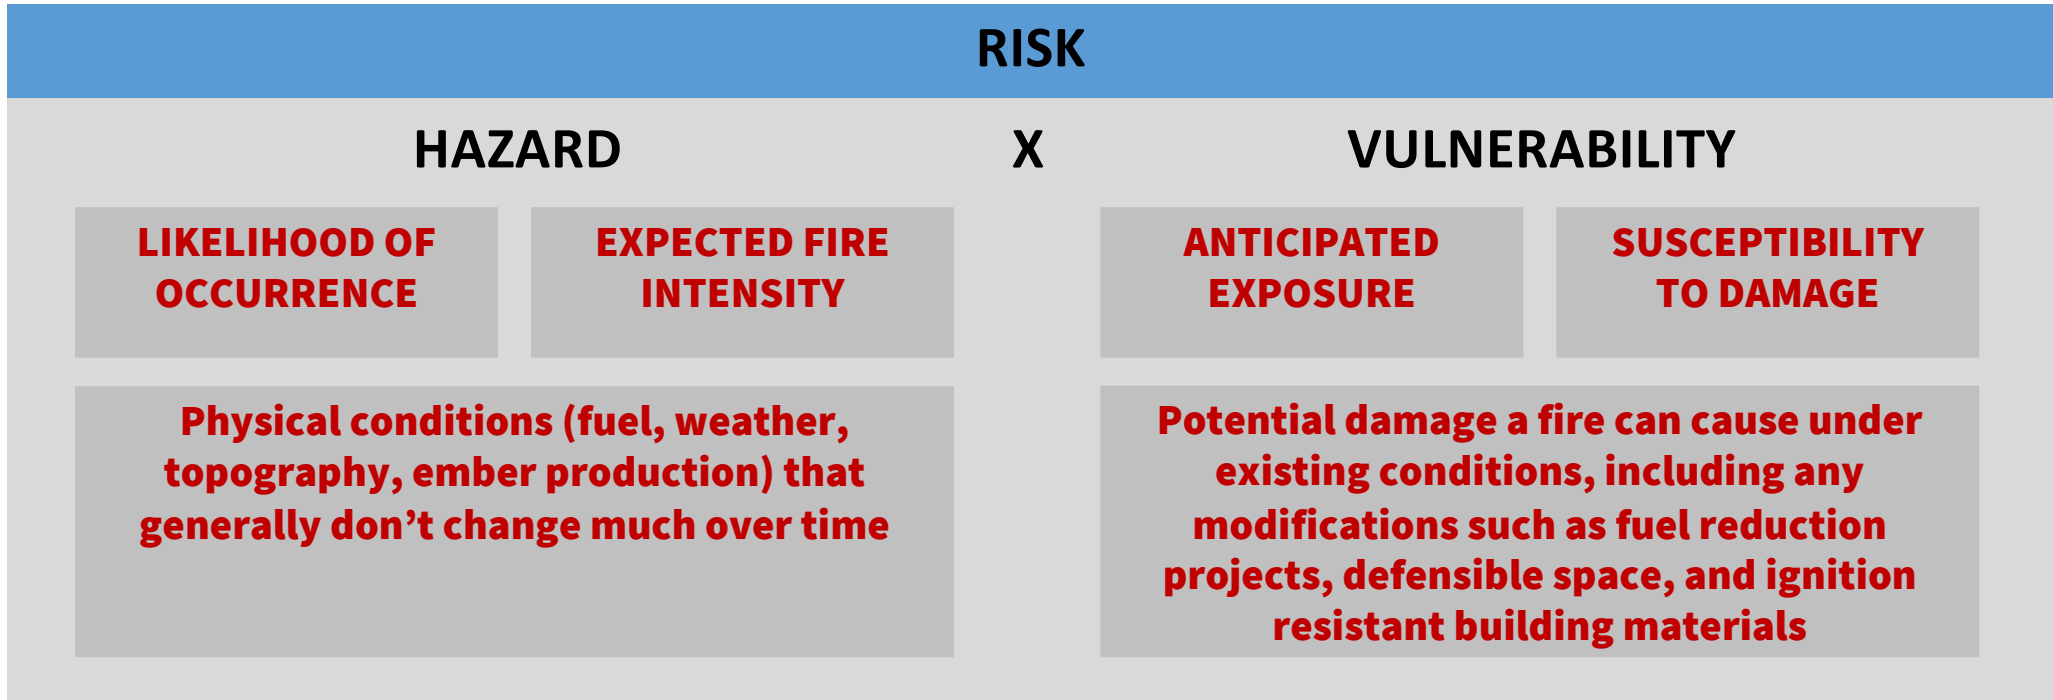 RISK
HAZARD X VULNERABILITY
LIKELIHOOD OF
OCCURRENCE
EXPECTED FIRE
INTENSITY
ANTICIPATED
EXPOSURE
SUSCEPTIBILITY
TO DAMAGE
Physical conditions (fuel, weather,
topography, ember production) that
generally don’t change much over time
Potential damage a fire can cause under
existing conditions, including any
modifications such as fuel reduction
projects, defensible space, and ignition
resistant building materials